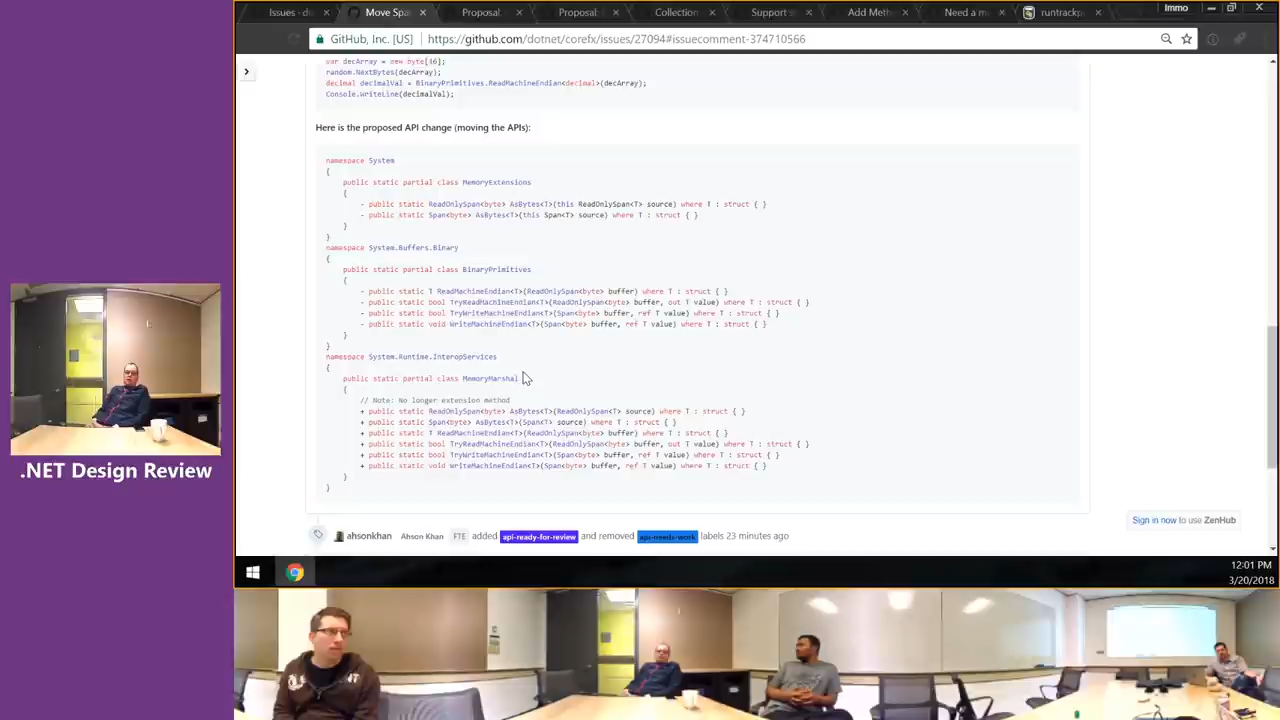 Issues - d
Move Spa
Proposal:
Proposal:
Collection
Support s
Add Meth
Need a m
runtrackp
Immo
GitHub, Inc. [US]
https://github.com/dotnet/corefx/issues/27094#issuecomment-374710566
var decArray = new byte[16];
random.NextBytes(decArray);
decimal decimalVal = BinaryPrimitives.ReadMachineEndian<decimal>(decArray);
Console.WriteLine(decimalVal);
Here is the proposed API change (moving the APIs):
namespace System
{
public static partial class MemoryExtensions
{
- public static ReadOnlySpan<byte> AsBytes<T>(this ReadOnlySpan<T> source) where T : struct { }
- public static Span<byte> AsBytes<T>(this Span<T> source) where T : struct { }
}
}
namespace System.Buffers.Binary
{
public static partial class BinaryPrimitives
{
- public static T ReadMachineEndian<T>(ReadOnlySpan<byte> buffer) where T : struct { }
- public static bool TryReadMachineEndian<T>(ReadOnlySpan<byte> buffer, out T value) where T : struct { }
- public static bool TryWriteMachineEndian<T>(Span<byte> buffer, ref T value) where T : struct { }
- public static void WriteMachineEndian<T>(Span<byte> buffer, ref T value) where T : struct { }
}
}
namespace System.Runtime.InteropServices
{
public static partial class MemoryMarshal
{
// Note: No longer extension method
+ public static ReadOnlySpan<byte> AsBytes<T>(ReadOnlySpan<T> source) where T : struct { }
+ public static Span<byte> AsBytes<T>(Span<T> source) where T : struct { }
+ public static T ReadMachineEndian<T>(ReadOnlySpan<byte> buffer) where T : struct { }
+ public static bool TryReadMachineEndian<T>(ReadOnlySpan<byte> buffer, out T value) where T : struct { }
+ public static bool TryWriteMachineEndian<T>(Span<byte> buffer, ref T value) where T : struct { }
+ public static void WriteMachineEndian<T>(Span<byte> buffer, ref T value) where T : struct { }
}
}
Sign in now to use ZenHub
ahsonkhan Ahson Khan FTE added api-ready-for-review and removed api-needs-work labels 23 minutes ago
12:01 PM
3/20/2018
.NET Design Review